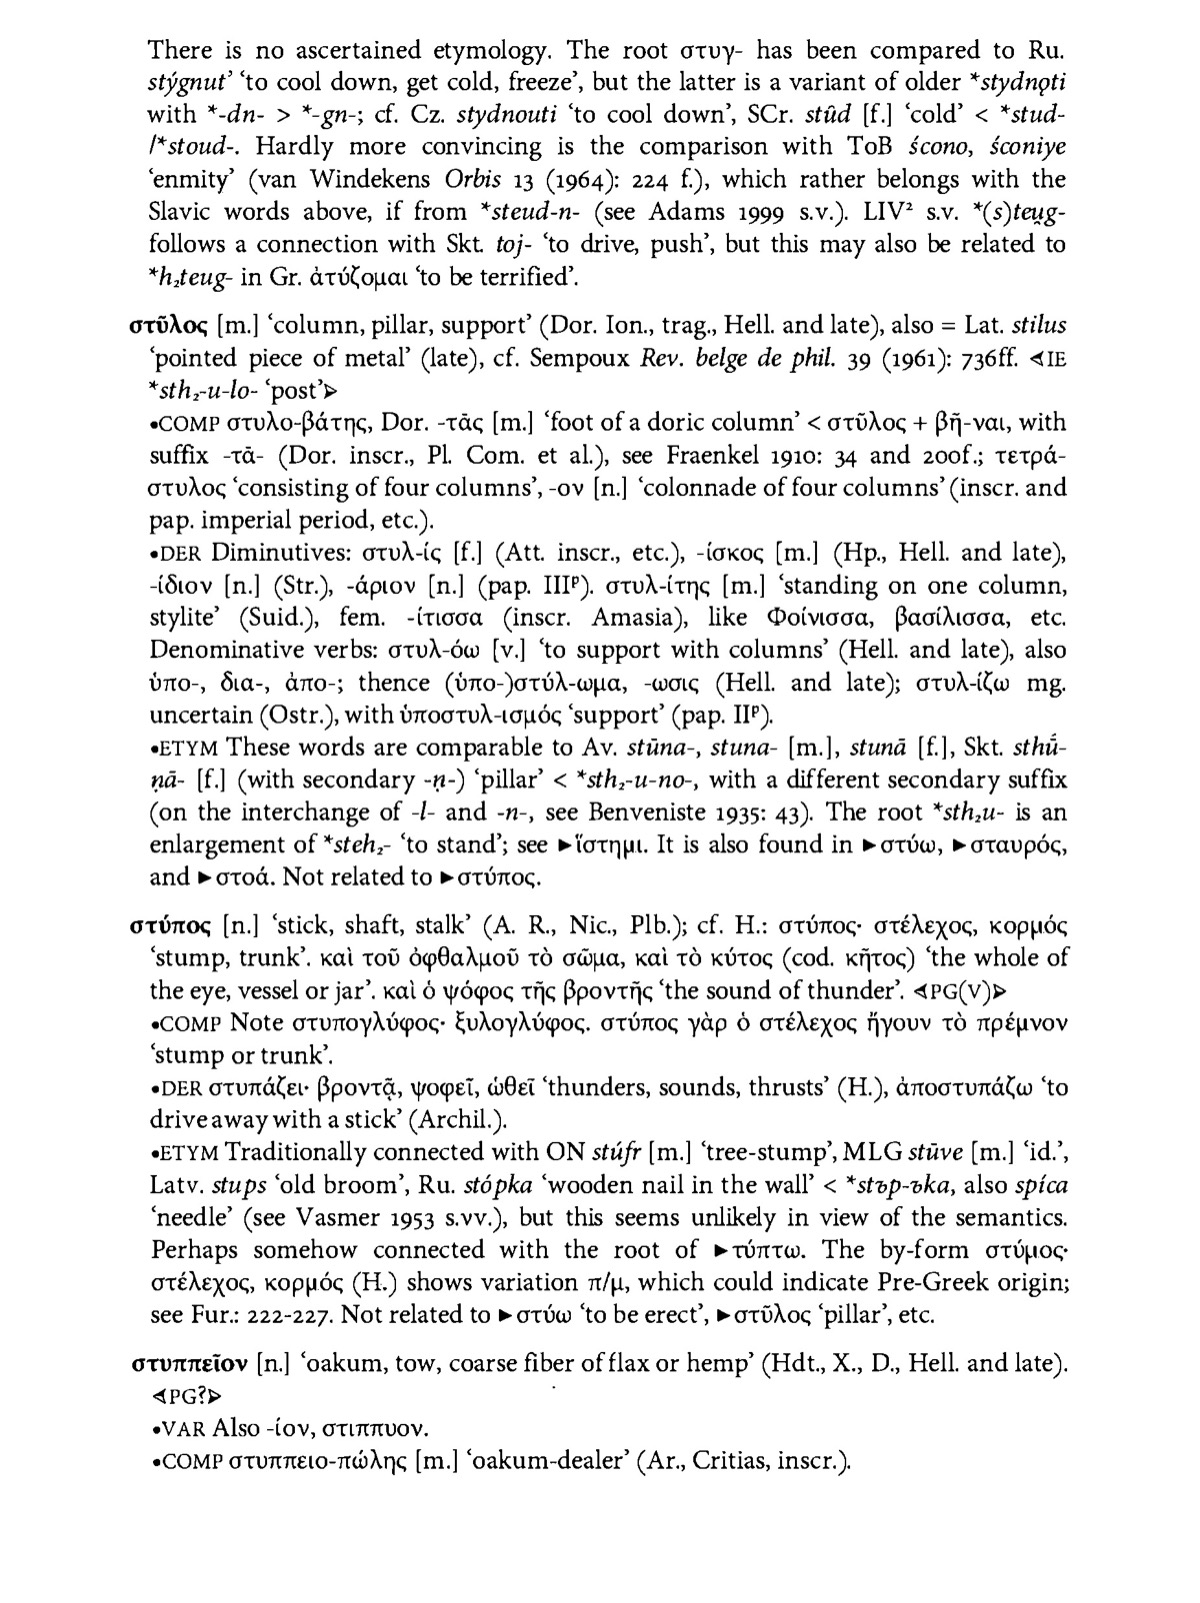 There is no ascertained etymology. The root στυγ- has been compared to Ru.
stýgnut’ ‘to cool down, get cold, freeze’, but the latter is a variant of older *stydnǫti
with *-dn- > *-gn-; cf. Cz. stydnouti ‘to cool down’, SCr. stûd [f.] ‘cold’ < *stud-
/*stoud-. Hardly more convincing is the comparison with ToB ścono, śconiye
‘enmity’ (van Windekens Orbis 13 (1964): 224 f.), which rather belongs with the
Slavic words above, if from *steud-n- (see Adams 1999 s.v.). LIV² s.v. *(s)teu̯g-
follows a connection with Skt. toj- ‘to drive, push’, but this may also be related to
*h₂teug- in Gr. ἀτύζομαι ‘to be terrified’.
στῦλος [m.] ‘column, pillar, support’ (Dor. Ion., trag., Hell. and late), also = Lat. stilus
‘pointed piece of metal’ (late), cf. Sempoux Rev. belge de phil. 39 (1961): 736ff. ⊲IE
*sth₂-u-lo- ‘post’⊳
•COMP στυλο-βάτης, Dor. -τᾱς [m.] ‘foot of a doric column’ < στῦλος + βῆ-ναι, with
suffix -τᾱ- (Dor. inscr., Pl. Com. et al.), see Fraenkel 1910: 34 and 200f.; τετρά-
στυλος ‘consisting of four columns’, -ον [n.] ‘colonnade of four columns’ (inscr. and
pap. imperial period, etc.).
•DER Diminutives: στυλ-ίς [f.] (Att. inscr., etc.), -ίσκος [m.] (Hp., Hell. and late),
-ίδιον [n.] (Str.), -άριον [n.] (pap. IIIᵖ). στυλ-ίτης [m.] ‘standing on one column,
stylite’ (Suid.), fem. -ίτισσα (inscr. Amasia), like Φοίνισσα, βασίλισσα, etc.
Denominative verbs: στυλ-όω [v.] ‘to support with columns’ (Hell. and late), also
ὑπο-, δια-, ἀπο-; thence (ὑπο-)στύλ-ωμα, -ωσις (Hell. and late); στυλ-ίζω mg.
uncertain (Ostr.), with ὑποστυλ-ισμός ‘support’ (pap. IIᵖ).
•ETYM These words are comparable to Av. stūna-, stuna- [m.], stunā [f.], Skt. sthū́-
ṇā- [f.] (with secondary -ṇ-) ‘pillar’ < *sth₂-u-no-, with a different secondary suffix
(on the interchange of -l- and -n-, see Benveniste 1935: 43). The root *sth₂u- is an
enlargement of *steh₂- ‘to stand’; see ►ἵστημι. It is also found in ►στύω, ►σταυρός,
and ►στοά. Not related to ►στύπος.
στύπος [n.] ‘stick, shaft, stalk’ (A. R., Nic., Plb.); cf. H.: στύπος· στέλεχος, κορμός
‘stump, trunk’. καὶ τοῦ ὀφθαλμοῦ τὸ σῶμα, καὶ τὸ κύτος (cod. κῆτος) ‘the whole of
the eye, vessel or jar’. καὶ ὁ ψόφος τῆς βροντῆς ‘the sound of thunder’. ⊲PG(V)⊳
•COMP Note στυπογλύφος· ξυλογλύφος. στύπος γὰρ ὁ στέλεχος ἤγουν τὸ πρέμνον
‘stump or trunk’.
•DER στυπάζει· βροντᾷ, ψοφεῖ, ὠθεῖ ‘thunders, sounds, thrusts’ (H.), ἀποστυπάζω ‘to
drive away with a stick’ (Archil.).
•ETYM Traditionally connected with ON stúfr [m.] ‘tree-stump’, MLG stūve [m.] ‘id.’,
Latv. stups ‘old broom’, Ru. stópka ‘wooden nail in the wall’ < *stъp-ъka, also spíca
‘needle’ (see Vasmer 1953 s.vv.), but this seems unlikely in view of the semantics.
Perhaps somehow connected with the root of ►τύπτω. The by-form στύμος·
στέλεχος, κορμός (H.) shows variation π/μ, which could indicate Pre-Greek origin;
see Fur.: 222-227. Not related to ►στύω ‘to be erect’, ►στῦλος ‘pillar’, etc.
στυππεῖον [n.] ‘oakum, tow, coarse fiber of flax or hemp’ (Hdt., X., D., Hell. and late).
⊲PG?⊳
•VAR Also -ίον, στιππυον.
•COMP στυππειο-πώλης [m.] ‘oakum-dealer’ (Ar., Critias, inscr.).